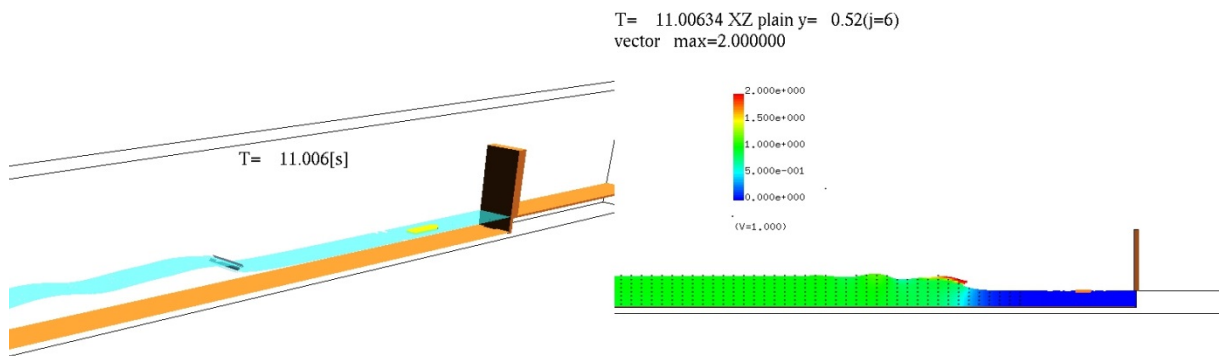 T= 11.006[s]
T= 11.00634 XZ plain y= 0.52(j=6)
vector max=2.000000
2.000e+000
1.500e+000
1.000e+000
5.000e-001
0.000e+000
(V=1.000)